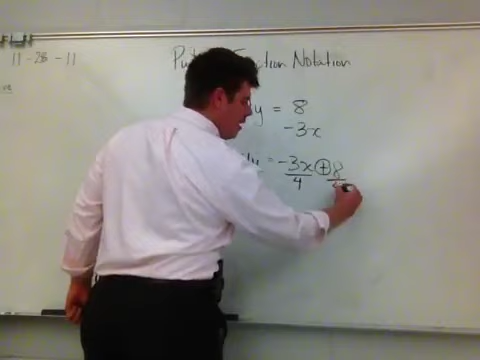 11-28-11
Function Notation
y = 8
-3x
y = -3x + 8
4